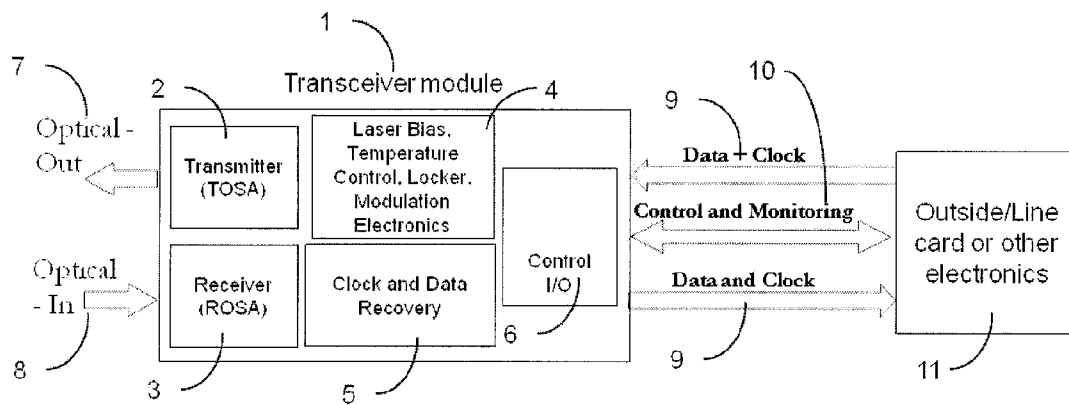 1
7
Transceiver module
10
2
4
9
Optical -
Out
Transmitter
(TOSA)
Laser Bias,
Temperature
Control, Locker,
Modulation
Electronics
Data + Clock
Control and Monitoring
Outside/Line
card or other
electronics
Optical
- In
Receiver
(ROSA)
Clock and Data
Recovery
Control
I/O
Data and Clock
6
9
8
3
5
11